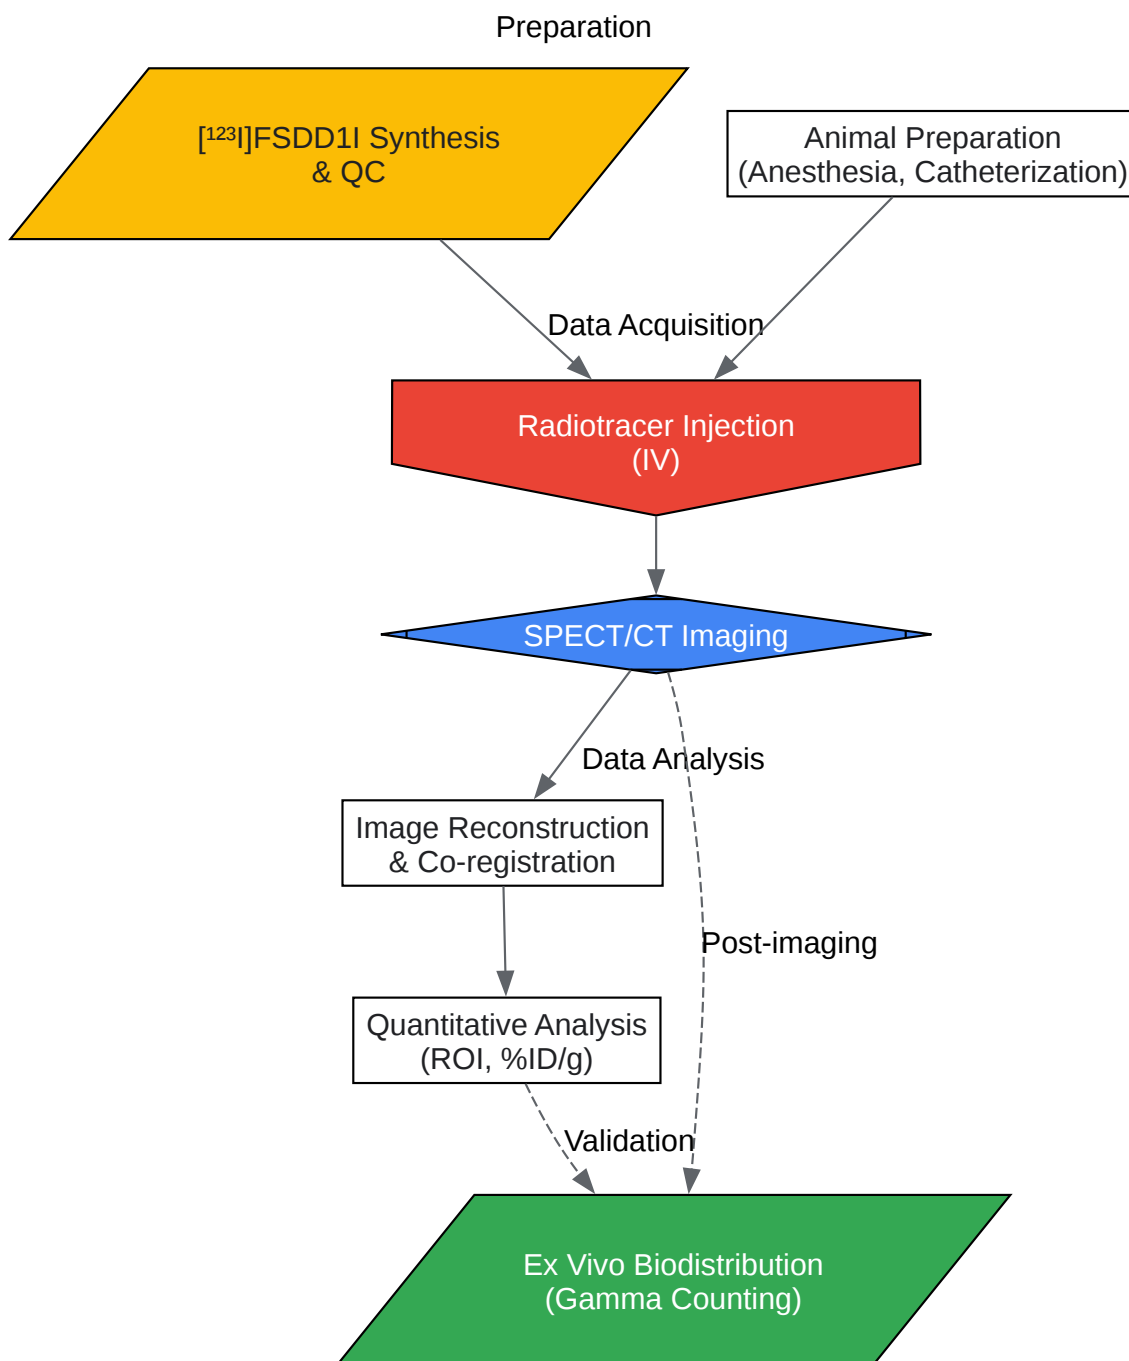 Preparation
[¹²³I]FSDD1I Synthesis
& QC
Animal Preparation
(Anesthesia, Catheterization)
Data Acquisition
Radiotracer Injection
(IV)
SPECT/CT Imaging
Data Analysis
Image Reconstruction
& Co-registration
Post-imaging
Quantitative Analysis
(ROI, %ID/g)
Validation
Ex Vivo Biodistribution
(Gamma Counting)